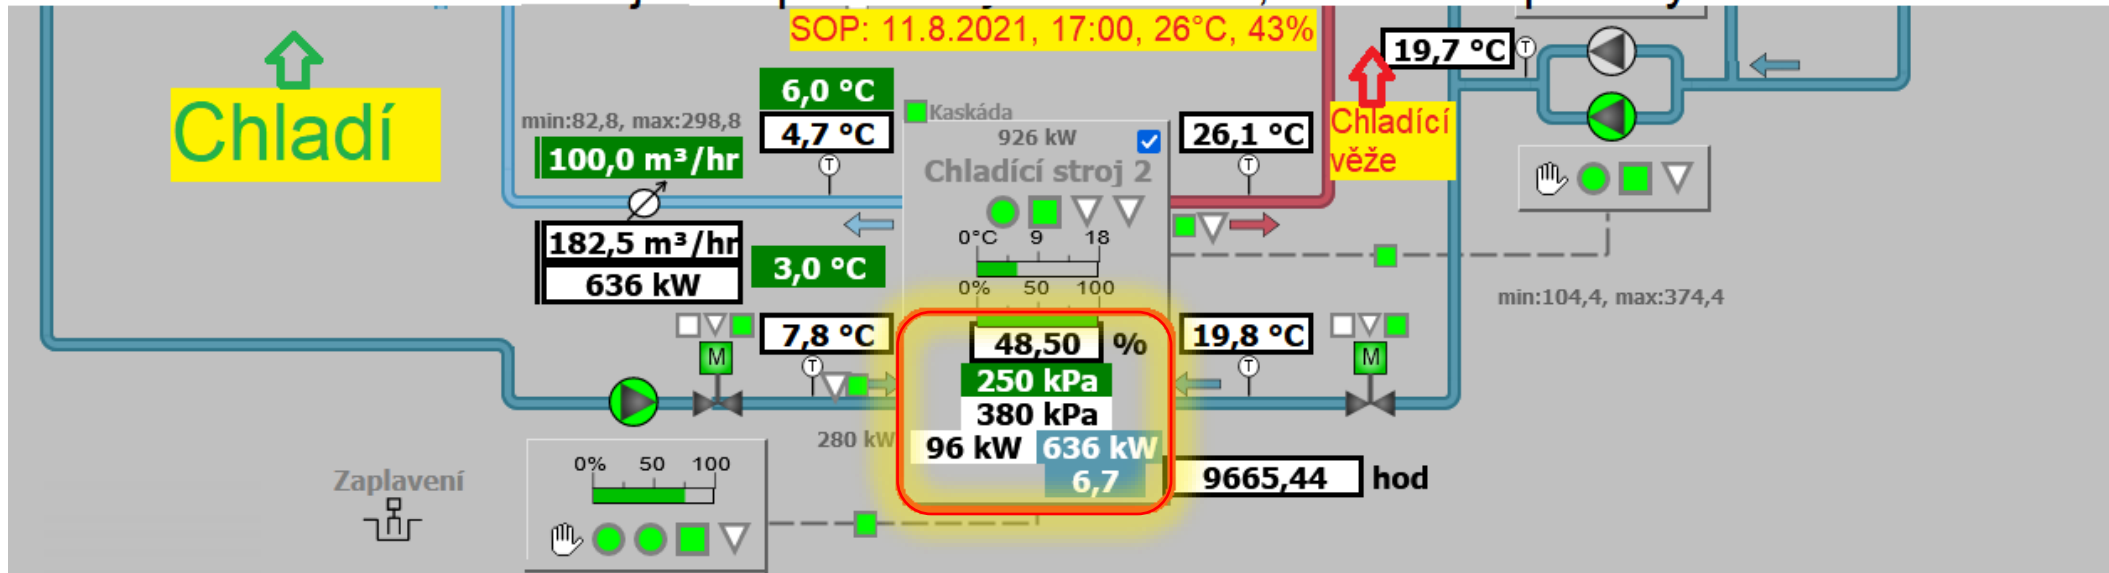 SOP: 11.8.2021, 17:00, 26°C, 43%
19,7 °C
T
Chladí
6,0 °C
min:82,8, max:298,8
4,7 °C
100,0 m³/hr
T
Kaskáda
926 kW
Chladící stroj 2
26,1 °C
T
Chladící
věže
182,5 m³/hr
636 kW
3,0 °C
0°C 9 18
0% 50 100
min:104,4, max:374,4
M
7,8 °C
T
48,50 %
19,8 °C
T
M
250 kPa
380 kPa
280 kW
96 kW 636 kW
6,7
9665,44 hod
Zaplavení
0% 50 100